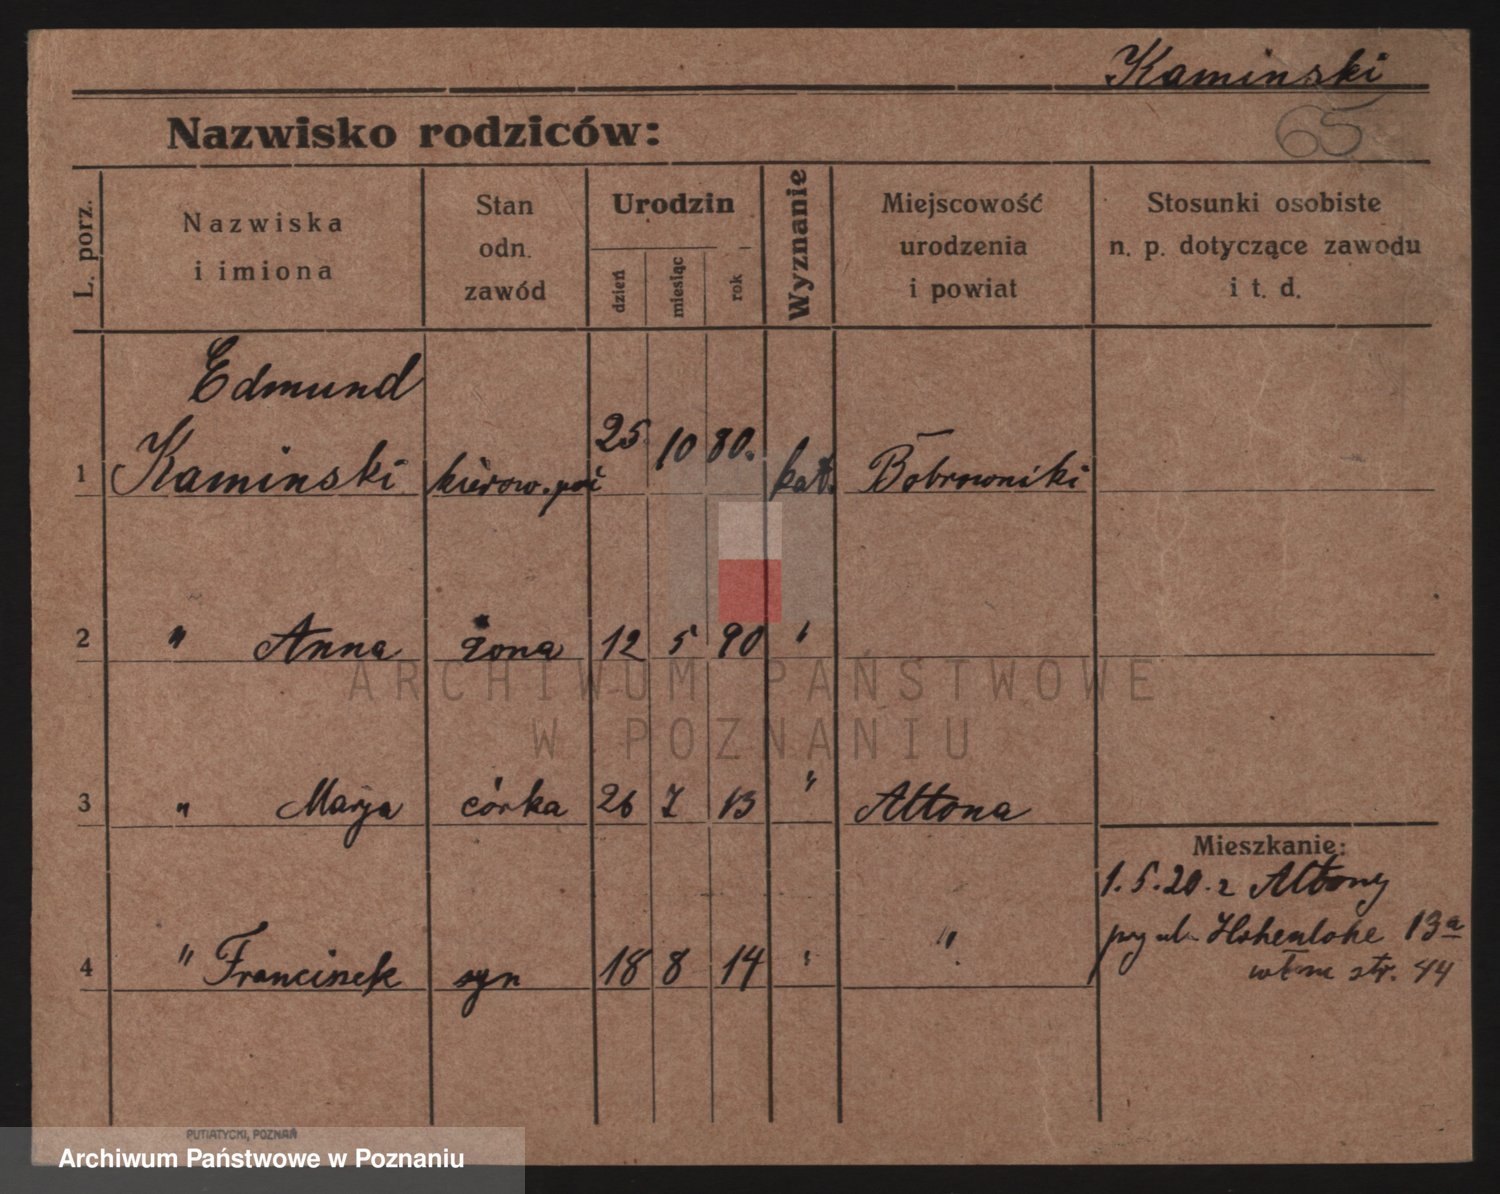 Kaminski
65
Nazwisko rodziców:
L. porz.
Nazwiska
i imiona
Stan
odn.
zawód
Urodzin
dzień
miesiąc
rok
Wyznanie
Miejscowość
urodzenia
i powiat
Stosunki osobiste
n. p. dotyczące zawodu
i t. d.
Edmund
1 Kaminski kierow. 25. 10 80. kat. Bobrowniki
2 " Anna żona 12 5 90 "
3 " Marja córka 26 7 13 " Altona
Mieszkanie:
1.5.20. z Altony
4 " Franciszek syn 18 8 14 " "
Hohenlohe 13a
str. 44
ARCHIWUM PAŃSTWOWE
W POZNANIU
PUTIATYCKI, POZNAŃ
Archiwum Państwowe w Poznaniu